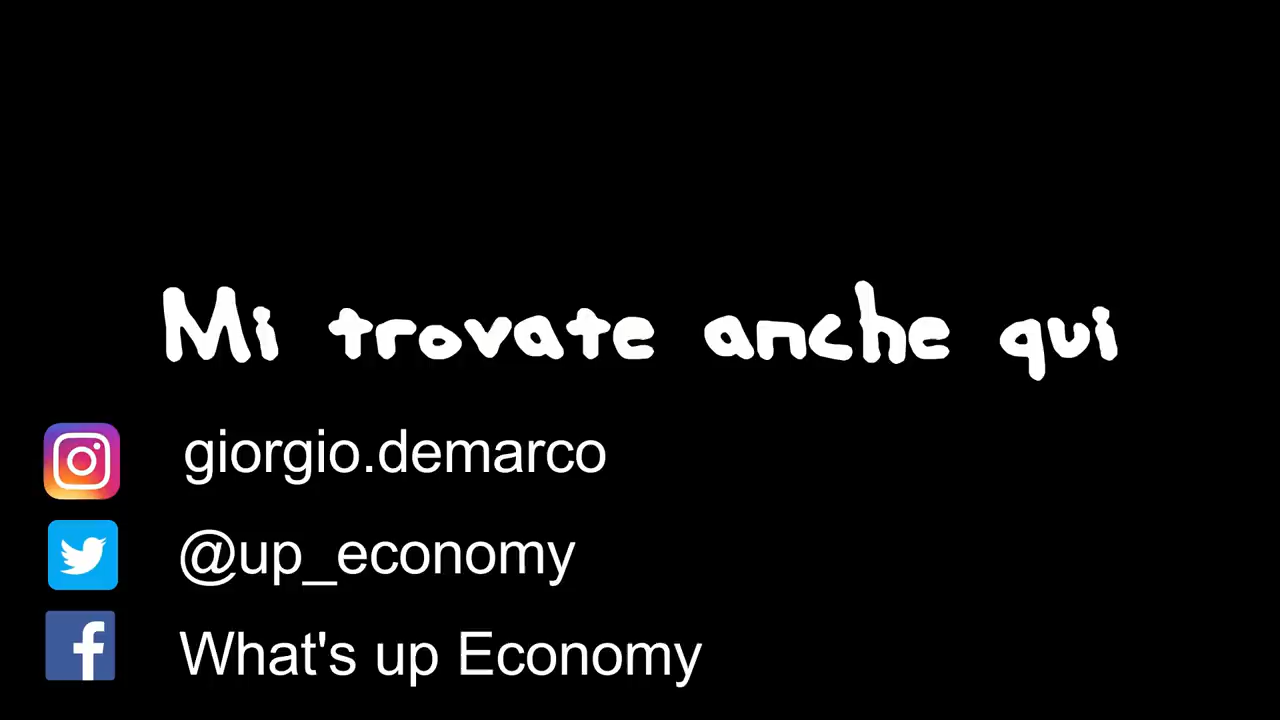 Mi trovate anche qui
giorgio.demarco
@up_economy
What's up Economy